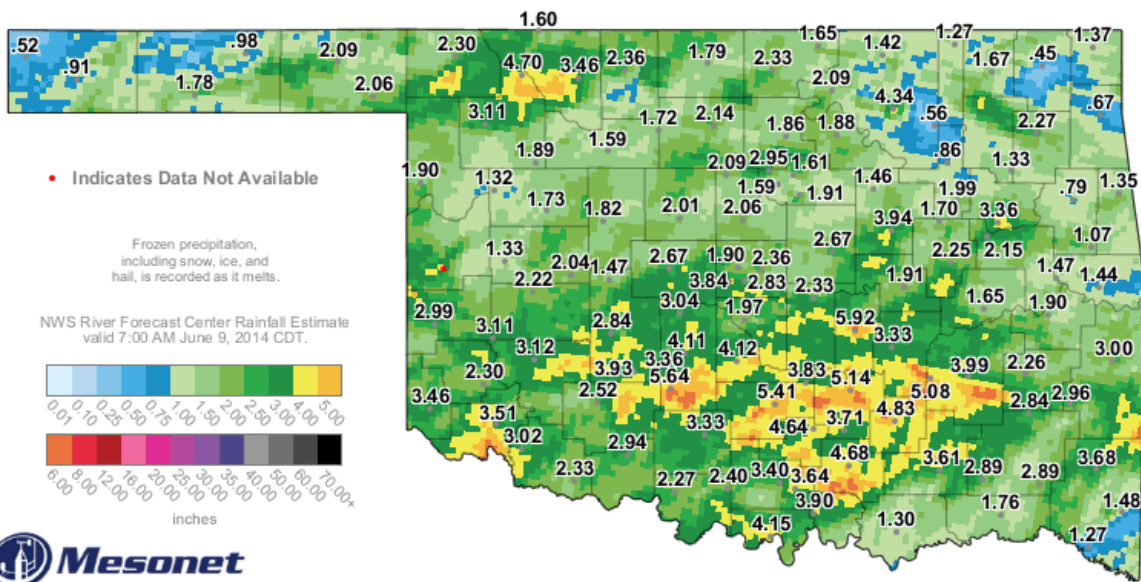 1.60
.52 .98 2.09 2.30 2.36 1.79 2.33 1.65 1.42 1.27 1.37
.91 1.78 2.06 4.70 3.46 2.09 1.67 .45
3.11 1.72 2.14 4.34 .56 .67
1.59 1.86 1.88 2.27
1.90 1.89 2.09 2.95 1.61 .86 1.33
1.32 1.59 1.91 1.46 1.99 .79 1.35
1.73 1.82 2.01 2.06 3.94 1.70 3.36
1.33 2.67 2.25 2.15 1.07
2.04 1.47 2.67 1.90 2.36 1.47
2.22 3.84 2.83 2.33 1.91 1.44
2.99 3.04 1.97 1.65 1.90
3.11 2.84 5.92
3.12 4.11 4.12 3.33 3.00
2.30 3.93 3.36 3.83 3.99 2.26
3.46 2.52 5.64 5.41 5.14 5.08 2.84 2.96
3.51 3.33 4.64 3.71 4.83
3.02 2.94 4.68 3.61 3.68
2.33 2.27 2.40 3.40 3.64 2.89 2.89
3.90 1.76 1.48
4.15 1.30 1.27
Indicates Data Not Available
Frozen precipitation,
including snow, ice, and
hail, is recorded as it melts.
NWS River Forecast Center Rainfall Estimate
valid 7:00 AM June 9, 2014 CDT.
0.01 0.10 0.25 0.50 0.75 1.00 1.50 2.00 2.50 3.00 4.00 5.00
6.00 8.00 12.00 16.00 20.00 25.00 30.00 35.00 40.00 50.00 60.00 70.00+
inches
Mesonet